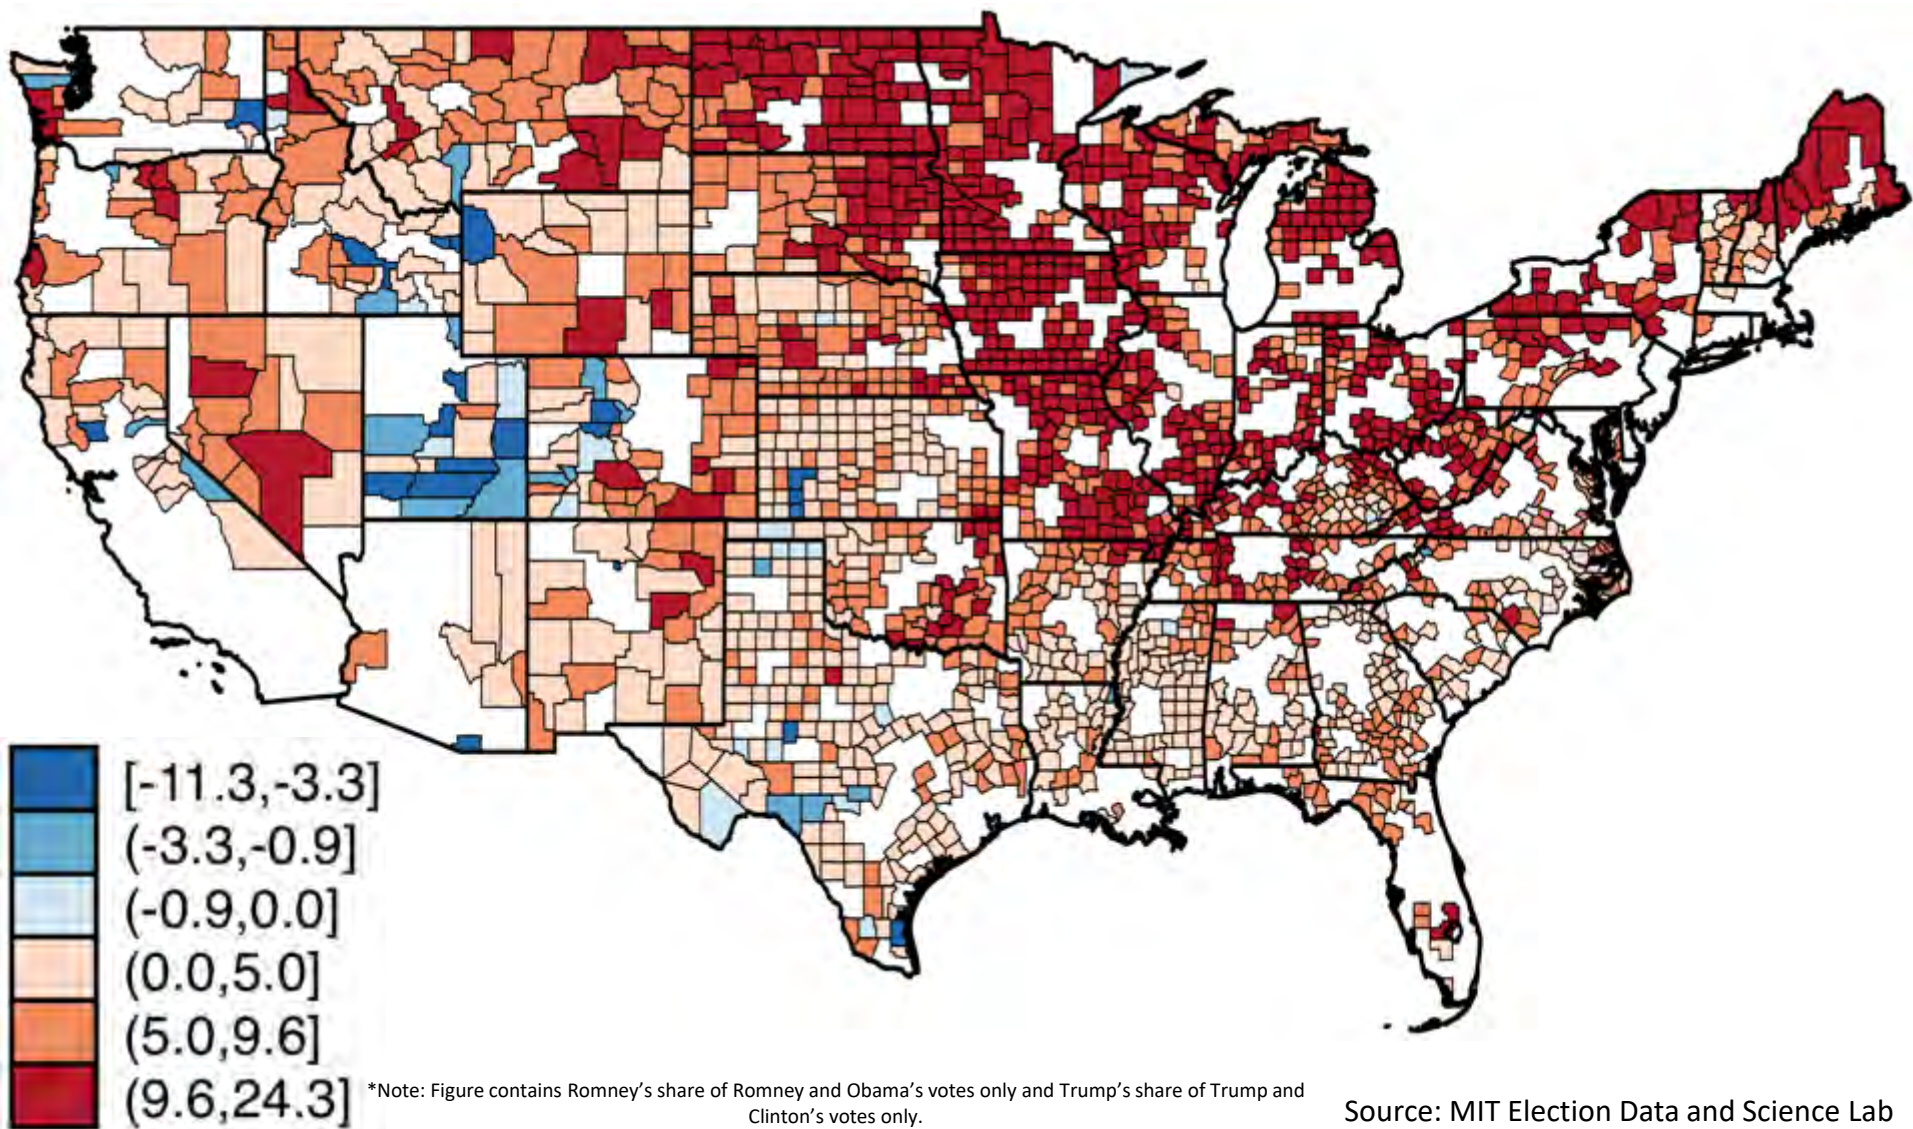 [-11.3,-3.3]
(-3.3,-0.9]
(-0.9,0.0]
(0.0,5.0]
(5.0,9.6]
(9.6,24.3]
*Note: Figure contains Romney's share of Romney and Obama's votes only and Trump's share of Trump and
Clinton's votes only.
Source: MIT Election Data and Science Lab